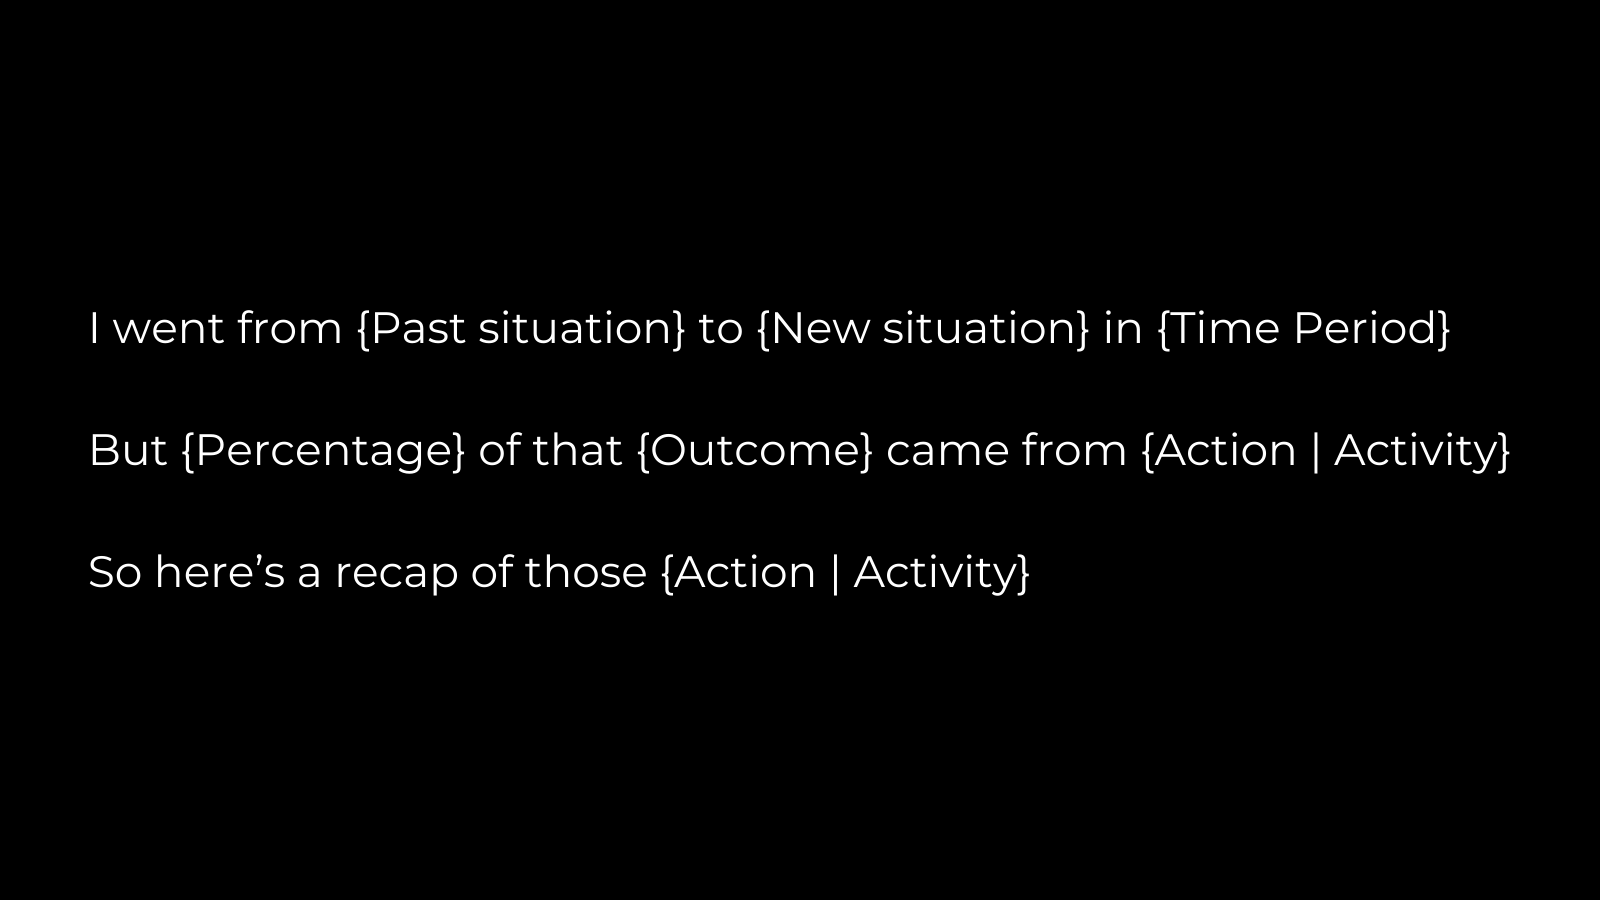 I went from {Past situation} to {New situation} in {Time Period}
But {Percentage} of that {Outcome} came from {Action | Activity}
So here’s a recap of those {Action | Activity}